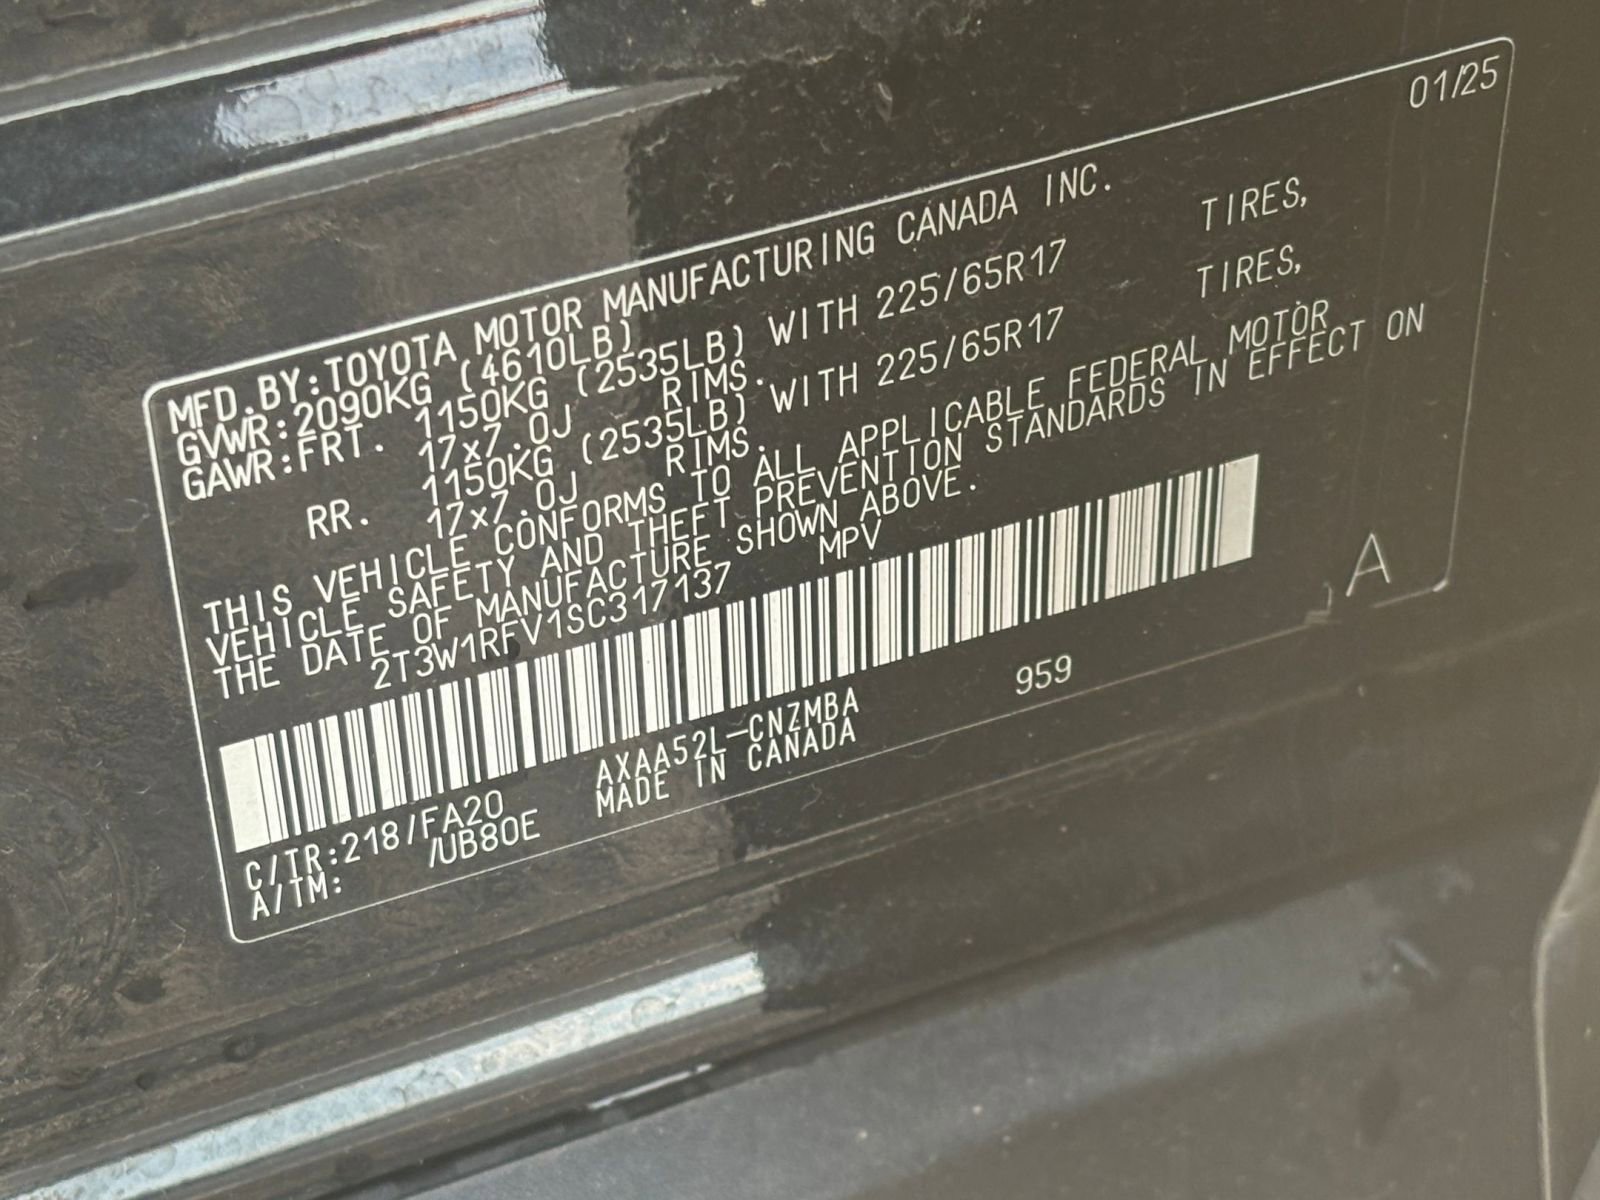 01/25
MFD. BY: TOYOTA MOTOR MANUFACTURING CANADA INC.
GVWR: 2090KG (4610LB)
GAWR: FRT. 1150KG (2535LB) WITH 225/65R17 TIRES,
17x7.0J RIMS.
RR. 1150KG (2535LB) WITH 225/65R17 TIRES,
17x7.0J RIMS.
THIS VEHICLE CONFORMS TO ALL APPLICABLE FEDERAL MOTOR
VEHICLE SAFETY AND THEFT PREVENTION STANDARDS IN EFFECT ON
THE DATE OF MANUFACTURE SHOWN ABOVE.
2T3W1RFV1SC317137 MPV
A
C/TR: 218/FA20 AXAA52L-CNZMBA 959
A/TM: /UB80E MADE IN CANADA